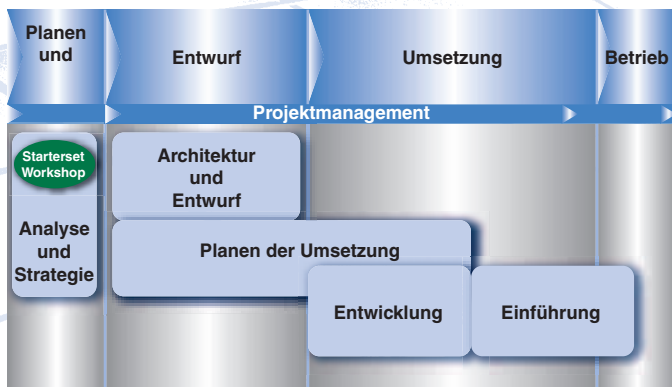 Planen
und
Entwurf
Umsetzung
Betrieb
Projektmanagement
Starterset
Workshop
Analyse
und
Strategie
Architektur
und
Entwurf
Planen der Umsetzung
Entwicklung
Einführung